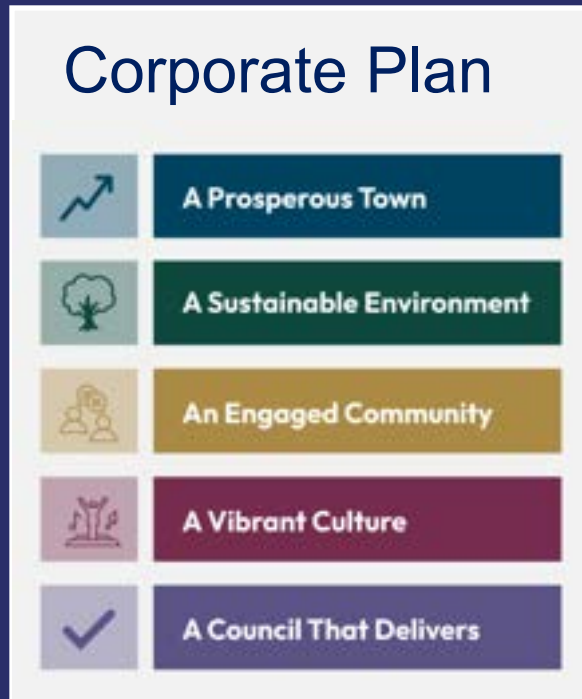 Corporate Plan
A Prosperous Town
A Sustainable Environment
An Engaged Community
A Vibrant Culture
A Council That Delivers